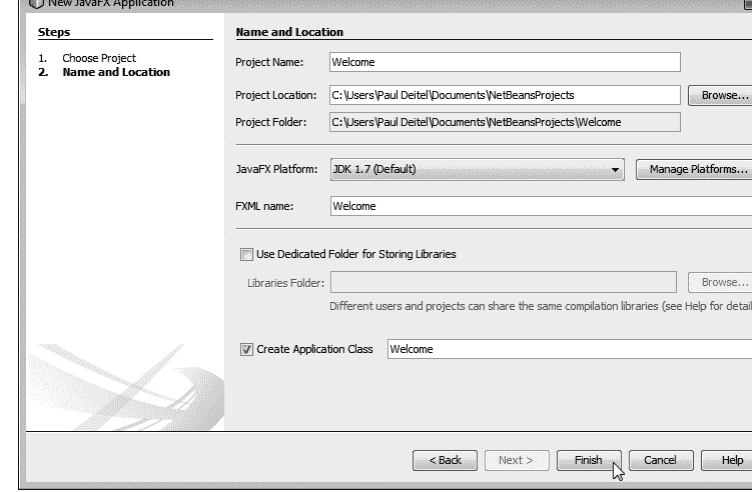 New JavaFX Application
Steps
1. Choose Project
2. Name and Location
Name and Location
Project Name: Welcome
Project Location: C:\Users\Paul Deitel\Documents\NetBeansProjects Browse...
Project Folder: C:\Users\Paul Deitel\Documents\NetBeansProjects\Welcome
JavaFX Platform: JDK 1.7 (Default) Manage Platforms...
FXML name: Welcome
Use Dedicated Folder for Storing Libraries
Libraries Folder: Browse...
Different users and projects can share the same compilation libraries (see Help for detail
Create Application Class Welcome
< Back Next > Finish Cancel Help